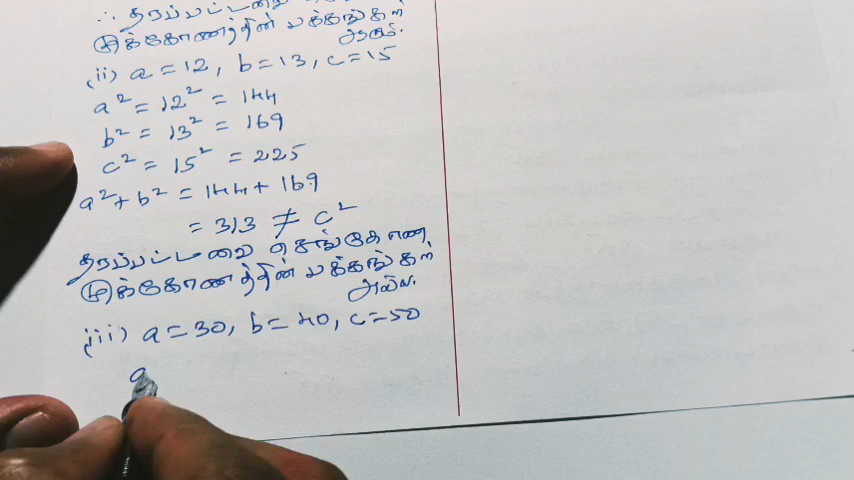 ∴ தரப்பட்டவை
முக்கோணத்தின் பக்கங்கள்
ஆகும்.
(ii) a = 12, b = 13, c = 15
a² = 12² = 144
b² = 13² = 169
c² = 15² = 225
a² + b² = 144 + 169
= 313 ≠ c²
தரப்பட்டவை செங்கோண
முக்கோணத்தின் பக்கங்கள்
அல்ல.
(iii) a = 30, b = 40, c = 50
a